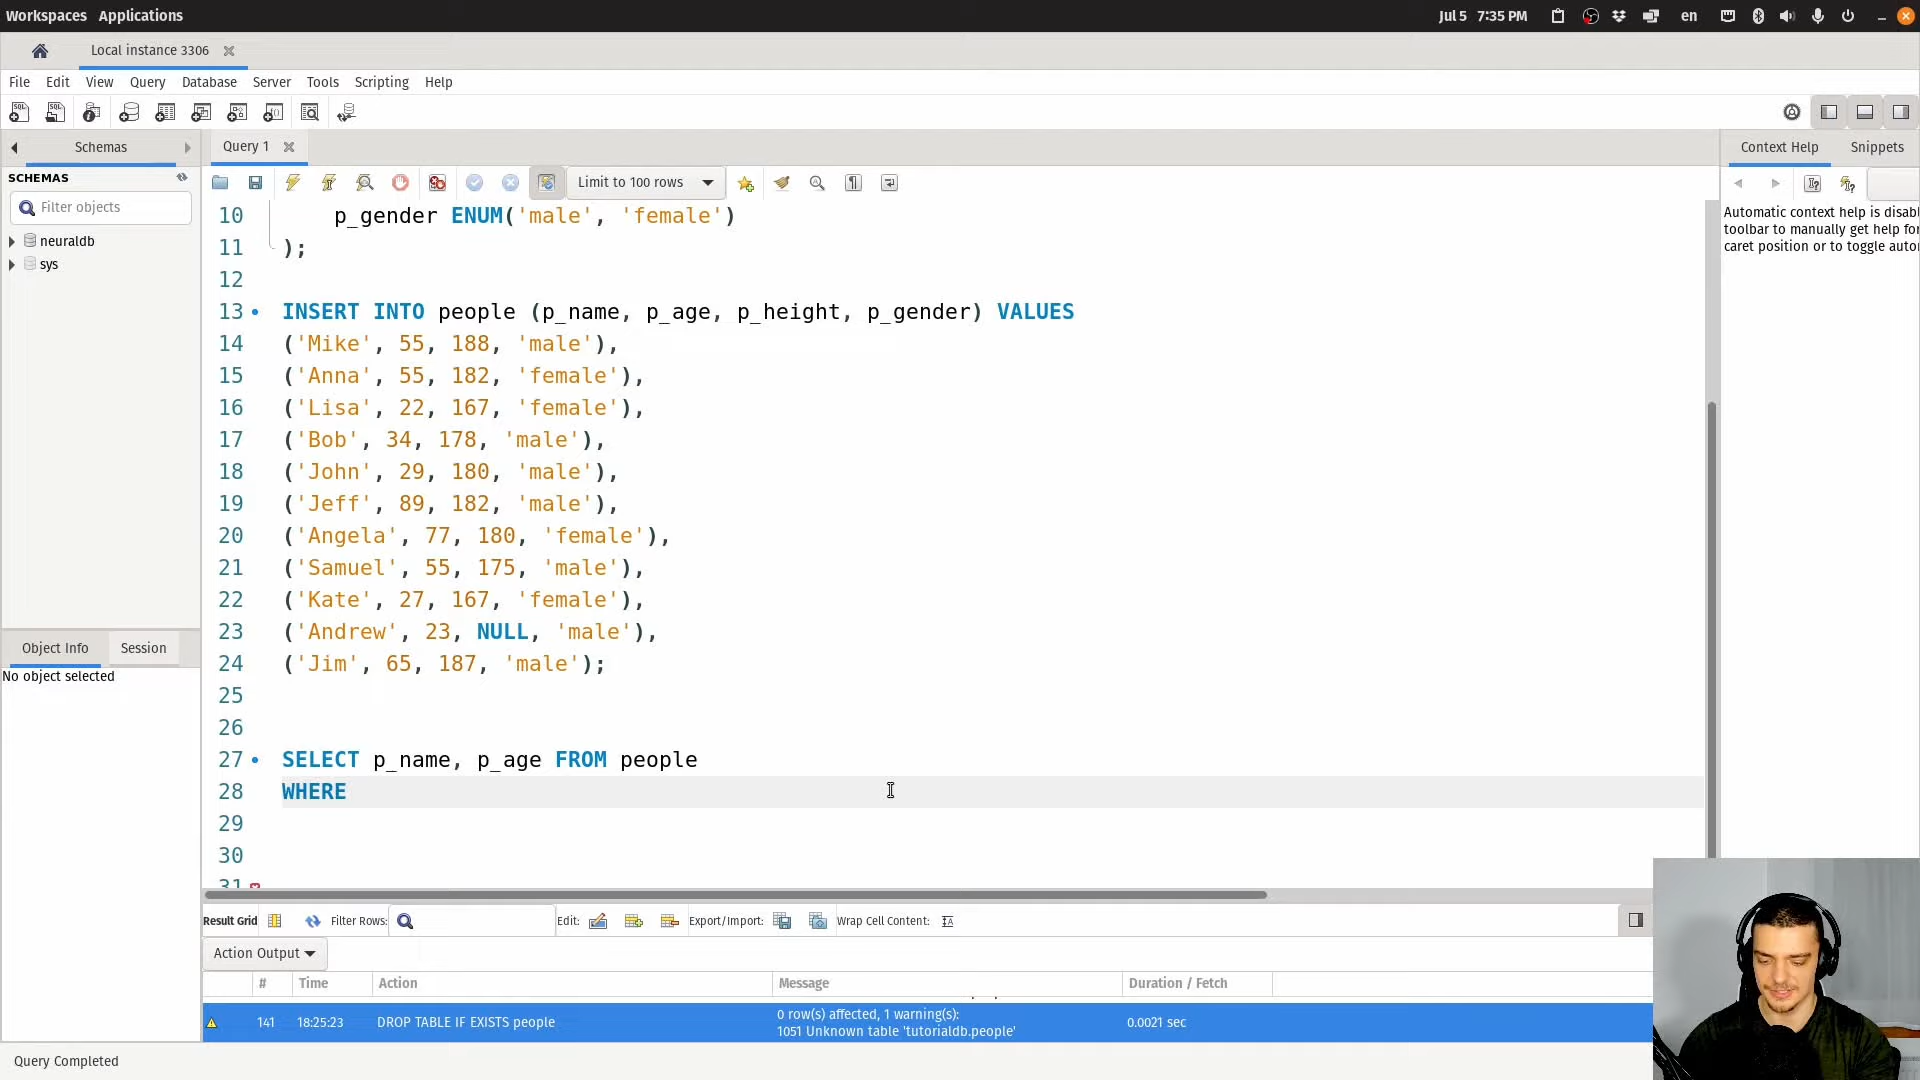 Workspaces Applications
Jul 5 7:35 PM
en
Local instance 3306
File Edit View Query Database Server Tools Scripting Help
Schemas
Query 1
Context Help Snippets
SCHEMAS
Limit to 100 rows
Filter objects
neuraldb
sys
Automatic context help is disabl
toolbar to manually get help for
caret position or to toggle auto
10 p_gender ENUM('male', 'female')
11 );
12
13 INSERT INTO people (p_name, p_age, p_height, p_gender) VALUES
14 ('Mike', 55, 188, 'male'),
15 ('Anna', 55, 182, 'female'),
16 ('Lisa', 22, 167, 'female'),
17 ('Bob', 34, 178, 'male'),
18 ('John', 29, 180, 'male'),
19 ('Jeff', 89, 182, 'male'),
20 ('Angela', 77, 180, 'female'),
21 ('Samuel', 55, 175, 'male'),
22 ('Kate', 27, 167, 'female'),
23 ('Andrew', 23, NULL, 'male'),
24 ('Jim', 65, 187, 'male');
25
26
27 SELECT p_name, p_age FROM people
28 WHERE
29
30
31
Object Info Session
No object selected
Result Grid Filter Rows: Edit: Export/Import: Wrap Cell Content:
Action Output
# Time Action Message Duration / Fetch
141 18:25:23 DROP TABLE IF EXISTS people 0 row(s) affected, 1 warning(s): 0.0021 sec
1051 Unknown table 'tutorialdb.people'
Query Completed